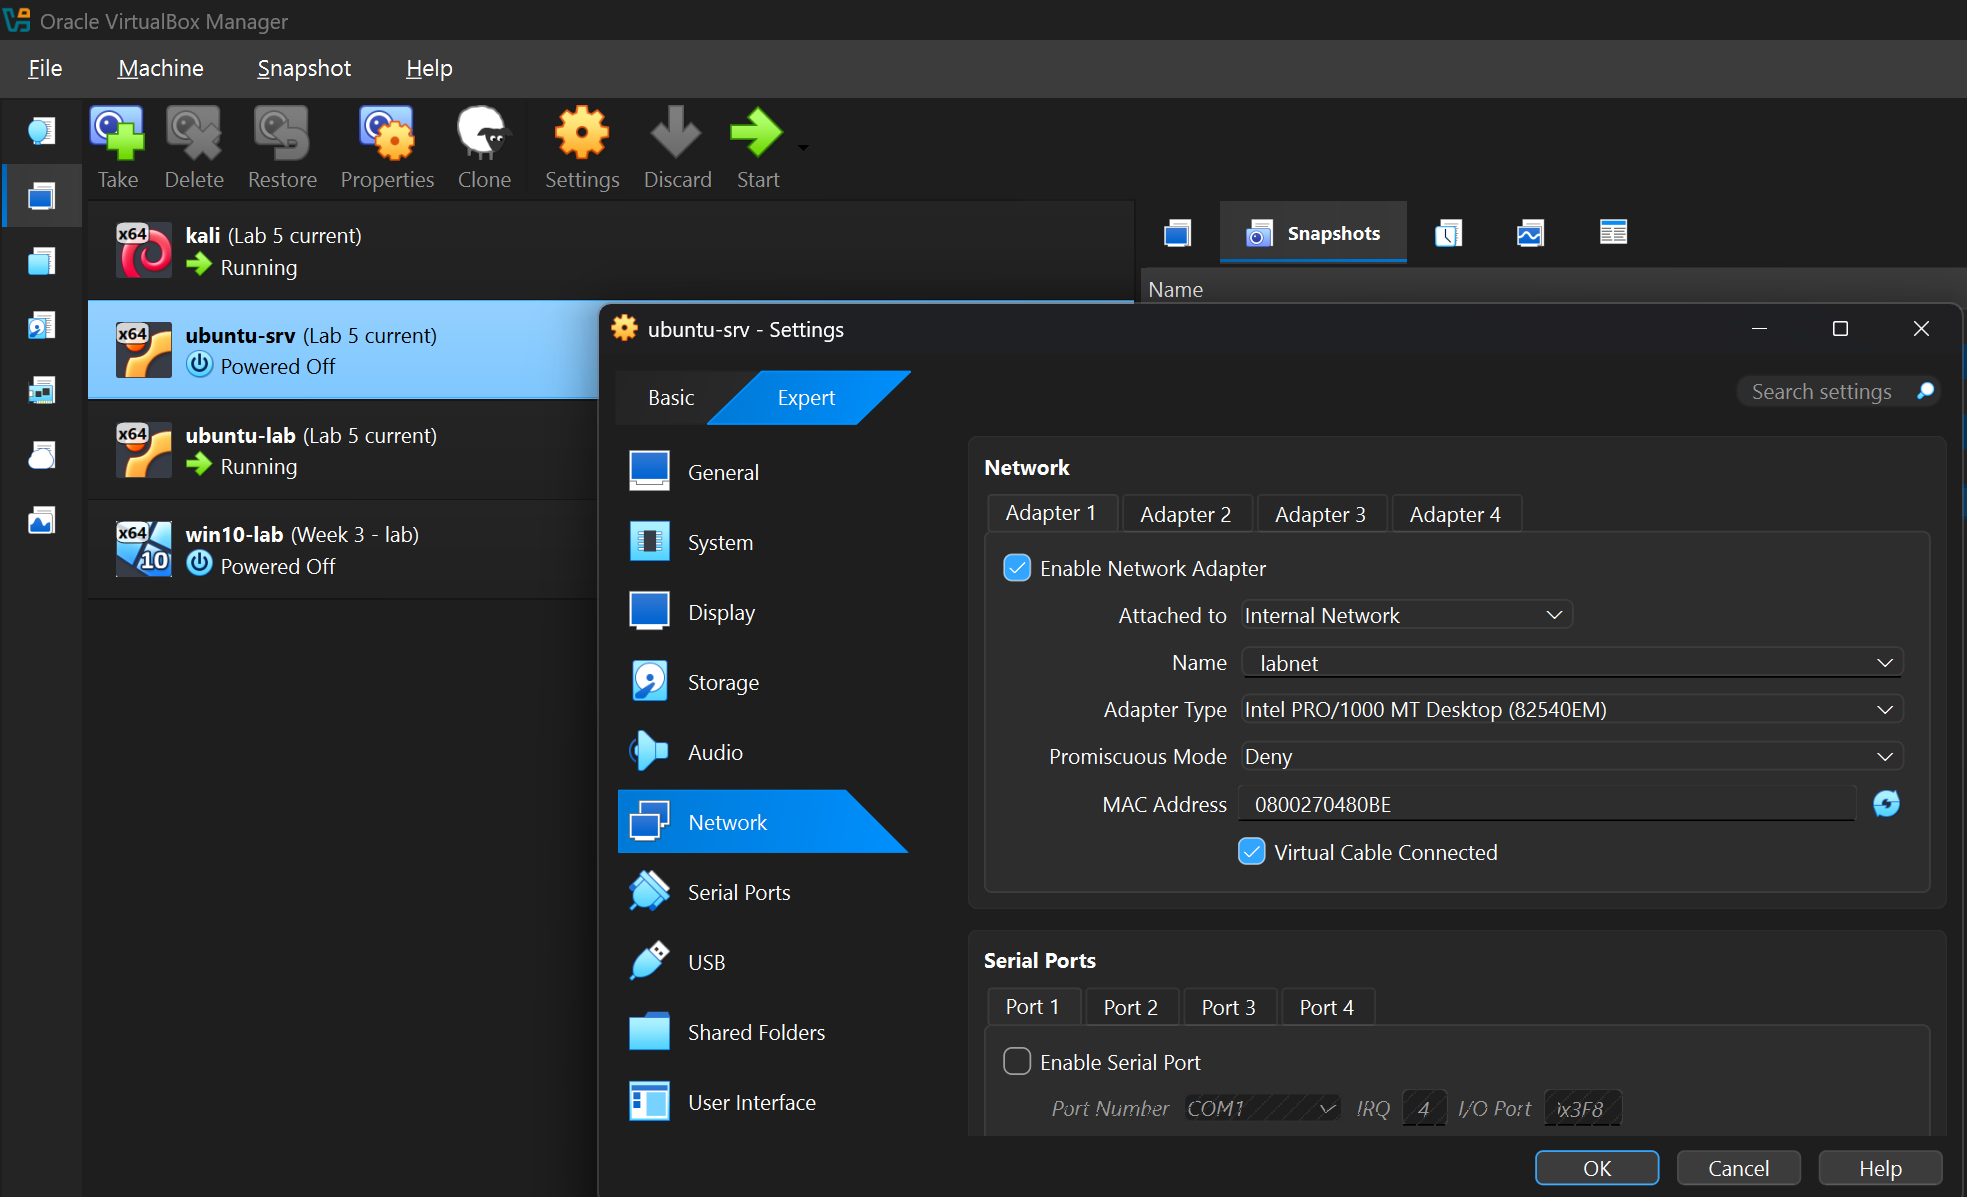 Oracle VirtualBox Manager
File Machine Snapshot Help
Take Delete Restore Properties Clone Settings Discard Start
x64 kali (Lab 5 current)
Running
Snapshots
Name
x64 ubuntu-srv (Lab 5 current)
Powered Off
x64 ubuntu-lab (Lab 5 current)
Running
x64 10 win10-lab (Week 3 - lab)
Powered Off
ubuntu-srv - Settings
Basic Expert
Search settings
General
System
Display
Storage
Audio
Network
Serial Ports
USB
Shared Folders
User Interface
Network
Adapter 1 Adapter 2 Adapter 3 Adapter 4
Enable Network Adapter
Attached to Internal Network
Name labnet
Adapter Type Intel PRO/1000 MT Desktop (82540EM)
Promiscuous Mode Deny
MAC Address 0800270480BE
Virtual Cable Connected
Serial Ports
Port 1 Port 2 Port 3 Port 4
Enable Serial Port
Port Number COM1 IRQ 4 I/O Port 0x3F8
OK Cancel Help